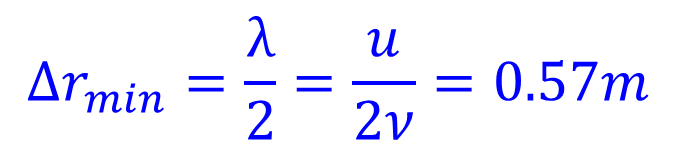 Δr_min = λ/2 = u/2ν = 0.57m